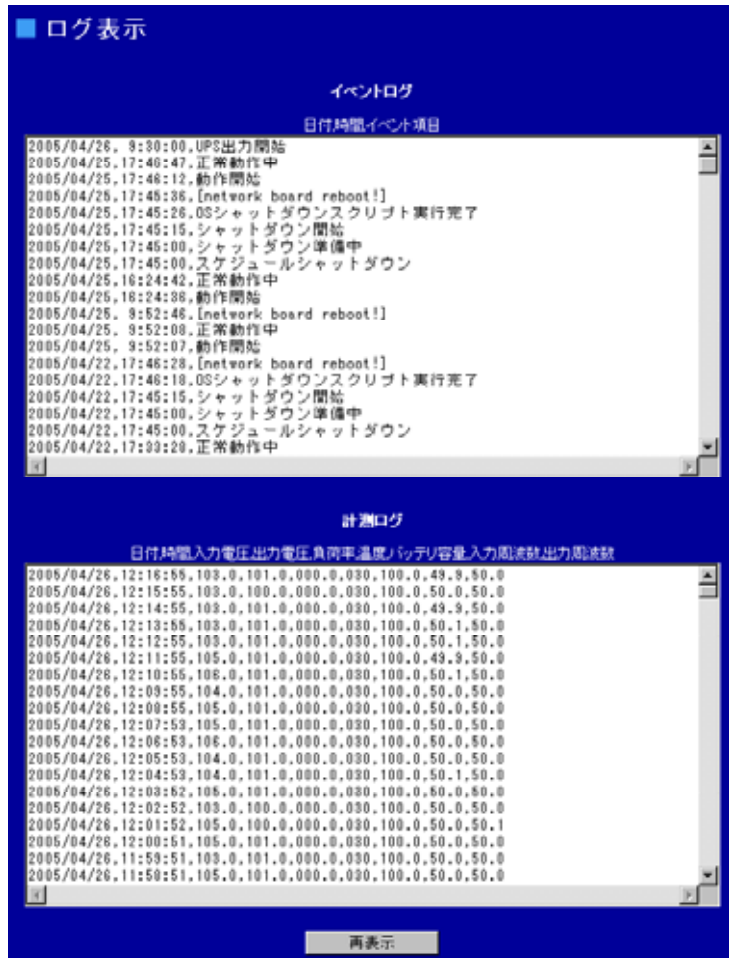 ログ表示
イベントログ
日付,時間,イベント項目
2005/04/26, 9:30:00,UPS出力開始
2005/04/25,17:46:47,正常動作中
2005/04/25,17:46:12,動作開始
2005/04/25,17:45:36,[network board reboot!]
2005/04/25,17:45:26,OSシャットダウンスクリプト実行完了
2005/04/25,17:45:15,シャットダウン開始
2005/04/25,17:45:00,シャットダウン準備中
2005/04/25,17:45:00,スケジュールシャットダウン
2005/04/25,16:24:42,正常動作中
2005/04/25,16:24:36,動作開始
2005/04/25, 9:52:46,[network board reboot!]
2005/04/25, 9:52:08,正常動作中
2005/04/25, 9:52:07,動作開始
2005/04/22,17:46:28,[network board reboot!]
2005/04/22,17:46:18,OSシャットダウンスクリプト実行完了
2005/04/22,17:45:15,シャットダウン開始
2005/04/22,17:45:00,シャットダウン準備中
2005/04/22,17:45:00,スケジュールシャットダウン
2005/04/22,17:33:28,正常動作中
計測ログ
日付,時間,入力電圧,出力電圧,負荷率,温度,バッテリ容量,入力周波数,出力周波数
2005/04/26,12:16:55,103.0,101.0,000.0,030,100.0,49.9,50.0
2005/04/26,12:15:55,103.0,100.0,000.0,030,100.0,50.0,50.0
2005/04/26,12:14:55,103.0,101.0,000.0,030,100.0,49.9,50.0
2005/04/26,12:13:55,103.0,101.0,000.0,030,100.0,50.1,50.0
2005/04/26,12:12:55,103.0,101.0,000.0,030,100.0,50.1,50.0
2005/04/26,12:11:55,105.0,101.0,000.0,030,100.0,49.9,50.0
2005/04/26,12:10:55,106.0,101.0,000.0,030,100.0,50.1,50.0
2005/04/26,12:09:55,104.0,101.0,000.0,030,100.0,50.0,50.0
2005/04/26,12:08:55,105.0,101.0,000.0,030,100.0,50.0,50.0
2005/04/26,12:07:53,105.0,101.0,000.0,030,100.0,50.0,50.0
2005/04/26,12:06:53,106.0,101.0,000.0,030,100.0,50.0,50.0
2005/04/26,12:05:53,104.0,101.0,000.0,030,100.0,50.0,50.0
2005/04/26,12:04:53,104.0,101.0,000.0,030,100.0,50.1,50.0
2005/04/26,12:03:52,105.0,101.0,000.0,030,100.0,50.0,50.0
2005/04/26,12:02:52,103.0,100.0,000.0,030,100.0,50.0,50.0
2005/04/26,12:01:52,105.0,100.0,000.0,030,100.0,50.0,50.1
2005/04/26,12:00:51,105.0,101.0,000.0,030,100.0,50.0,50.0
2005/04/26,11:59:51,103.0,101.0,000.0,030,100.0,50.0,50.0
2005/04/26,11:58:51,105.0,101.0,000.0,030,100.0,50.0,50.0
再表示